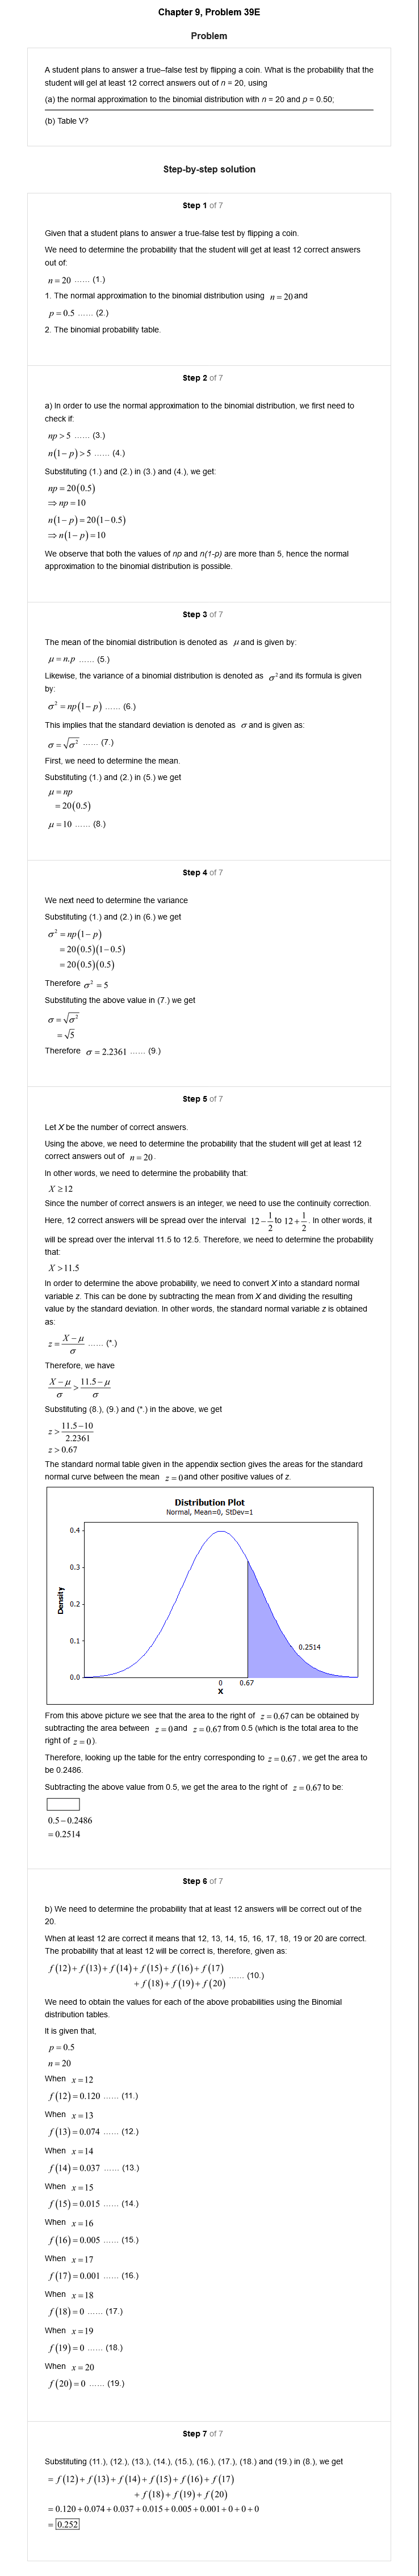 Chapter 9, Problem 39E
Problem
A student plans to answer a true–false test by flipping a coin. What is the probability that the
student will gel at least 12 correct answers out of n = 20, using
(a) the normal approximation to the binomial distribution with n = 20 and p = 0.50;
(b) Table V?
Step-by-step solution
Step 1 of 7
Given that a student plans to answer a true-false test by flipping a coin.
We need to determine the probability that the student will get at least 12 correct answers
out of:
n = 20 ...... (1.)
1. The normal approximation to the binomial distribution using n = 20 and
p = 0.5 ...... (2.)
2. The binomial probability table.
Step 2 of 7
a) In order to use the normal approximation to the binomial distribution, we first need to
check if:
np > 5 ...... (3.)
n(1−p) > 5 ...... (4.)
Substituting (1.) and (2.) in (3.) and (4.), we get:
np = 20(0.5)
⇒ np = 10
n(1−p) = 20(1−0.5)
⇒ n(1−p) = 10
We observe that both the values of np and n(1-p) are more than 5, hence the normal
approximation to the binomial distribution is possible.
Step 3 of 7
The mean of the binomial distribution is denoted as μ and is given by:
μ = n.p ...... (5.)
Likewise, the variance of a binomial distribution is denoted as σ² and its formula is given
by:
σ² = np(1−p) ...... (6.)
This implies that the standard deviation is denoted as σ and is given as:
σ = √σ² ...... (7.)
First, we need to determine the mean.
Substituting (1.) and (2.) in (5.) we get
μ = np
= 20(0.5)
μ = 10 ...... (8.)
Step 4 of 7
We next need to determine the variance
Substituting (1.) and (2.) in (6.) we get
σ² = np(1−p)
= 20(0.5)(1−0.5)
= 20(0.5)(0.5)
Therefore σ² = 5
Substituting the above value in (7.) we get
σ = √σ²
= √5
Therefore σ = 2.2361 ...... (9.)
Step 5 of 7
Let X be the number of correct answers.
Using the above, we need to determine the probability that the student will get at least 12
correct answers out of n = 20.
In other words, we need to determine the probability that:
X ≥ 12
Since the number of correct answers is an integer, we need to use the continuity correction.
Here, 12 correct answers will be spread over the interval 12 − 1/2 to 12 + 1/2. In other words, it
will be spread over the interval 11.5 to 12.5. Therefore, we need to determine the probability
that:
X > 11.5
In order to determine the above probability, we need to convert X into a standard normal
variable z. This can be done by subtracting the mean from X and dividing the resulting
value by the standard deviation. In other words, the standard normal variable z is obtained
as:
z = (X − μ)/σ ...... (*.)
Therefore, we have
(X − μ)/σ > (11.5 − μ)/σ
Substituting (8.), (9.) and (*.) in the above, we get
z > (11.5−10)/2.2361
z > 0.67
The standard normal table given in the appendix section gives the areas for the standard
normal curve between the mean z = 0 and other positive values of z.
Distribution Plot
Normal, Mean=0, StDev=1
0.4
0.3
0.2
0.1
0.0
Density
0.2514
0
0.67
X
From this above picture we see that the area to the right of z = 0.67 can be obtained by
subtracting the area between z = 0 and z = 0.67 from 0.5 (which is the total area to the
right of z = 0).
Therefore, looking up the table for the entry corresponding to z = 0.67, we get the area to
be 0.2486.
Subtracting the above value from 0.5, we get the area to the right of z = 0.67 to be:
0.5 − 0.2486
= 0.2514
Step 6 of 7
b) We need to determine the probability that at least 12 answers will be correct out of the
20.
When at least 12 are correct it means that 12, 13, 14, 15, 16, 17, 18, 19 or 20 are correct.
The probability that at least 12 will be correct is, therefore, given as:
f(12)+ f(13)+ f(14)+ f(15)+ f(16)+ f(17)
+ f(18)+ f(19)+ f(20) ...... (10.)
We need to obtain the values for each of the above probabilities using the Binomial
distribution tables.
It is given that,
p = 0.5
n = 20
When x = 12
f(12) = 0.120 ...... (11.)
When x = 13
f(13) = 0.074 ...... (12.)
When x = 14
f(14) = 0.037 ...... (13.)
When x = 15
f(15) = 0.015 ...... (14.)
When x = 16
f(16) = 0.005 ...... (15.)
When x = 17
f(17) = 0.001 ...... (16.)
When x = 18
f(18) = 0 ...... (17.)
When x = 19
f(19) = 0 ...... (18.)
When x = 20
f(20) = 0 ...... (19.)
Step 7 of 7
Substituting (11.), (12.), (13.), (14.), (15.), (16.), (17.), (18.) and (19.) in (8.), we get
= f(12)+ f(13)+ f(14)+ f(15)+ f(16)+ f(17)
+ f(18)+ f(19)+ f(20)
= 0.120 + 0.074 + 0.037 + 0.015 + 0.005 + 0.001 + 0 + 0 + 0
= 0.252